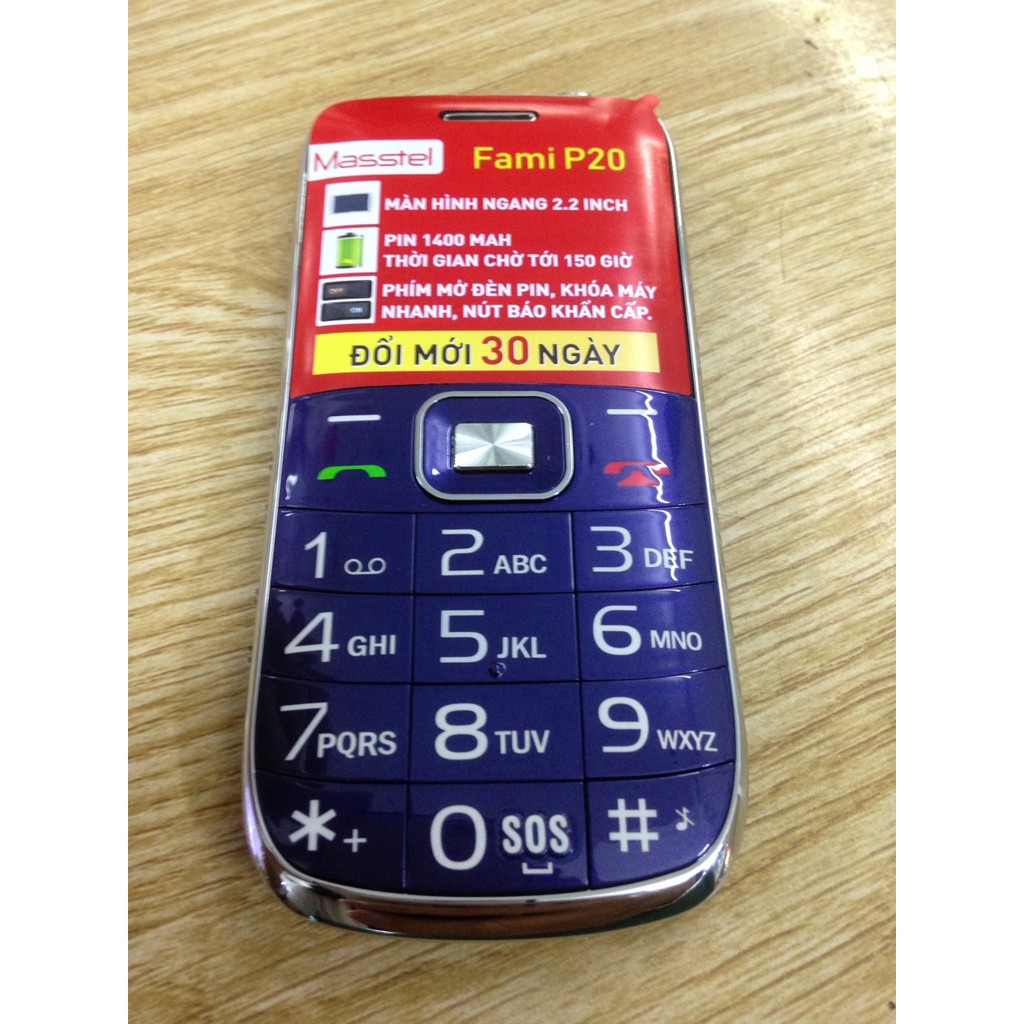 Masstel Fami P20
MÀN HÌNH NGANG 2.2 INCH
PIN 1400 MAH
THỜI GIAN CHỜ TỚI 150 GIỜ
PHÍM MỞ ĐÈN PIN, KHÓA MÁY
NHANH, NÚT BÁO KHẨN CẤP.
ĐỔI MỚI 30 NGÀY
1 2 ABC 3 DEF
4 GHI 5 JKL 6 MNO
7 PQRS 8 TUV 9 WXYZ
* + 0 SOS #